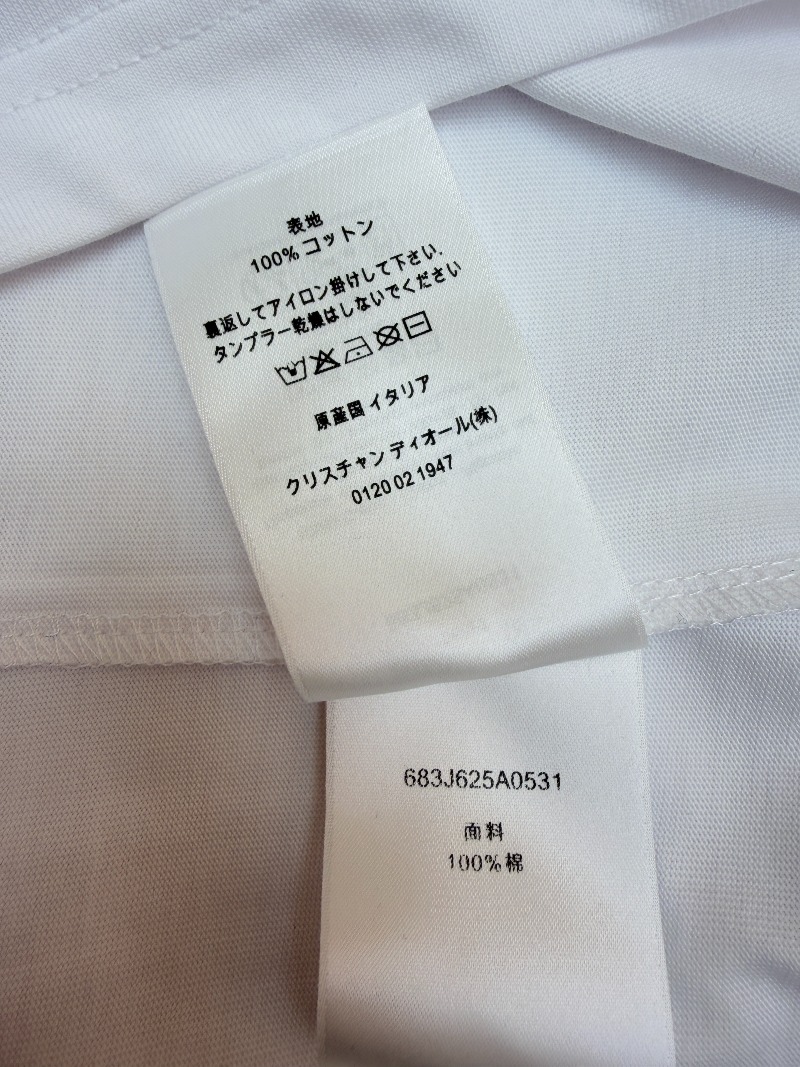 表地
100% コットン
裏返してアイロン掛けして下さい.
タンプラー乾燥はしないでください
原産国 イタリア
クリスチャン ディオール(株)
0120 02 1947
683J625A0531
面料
100% 棉